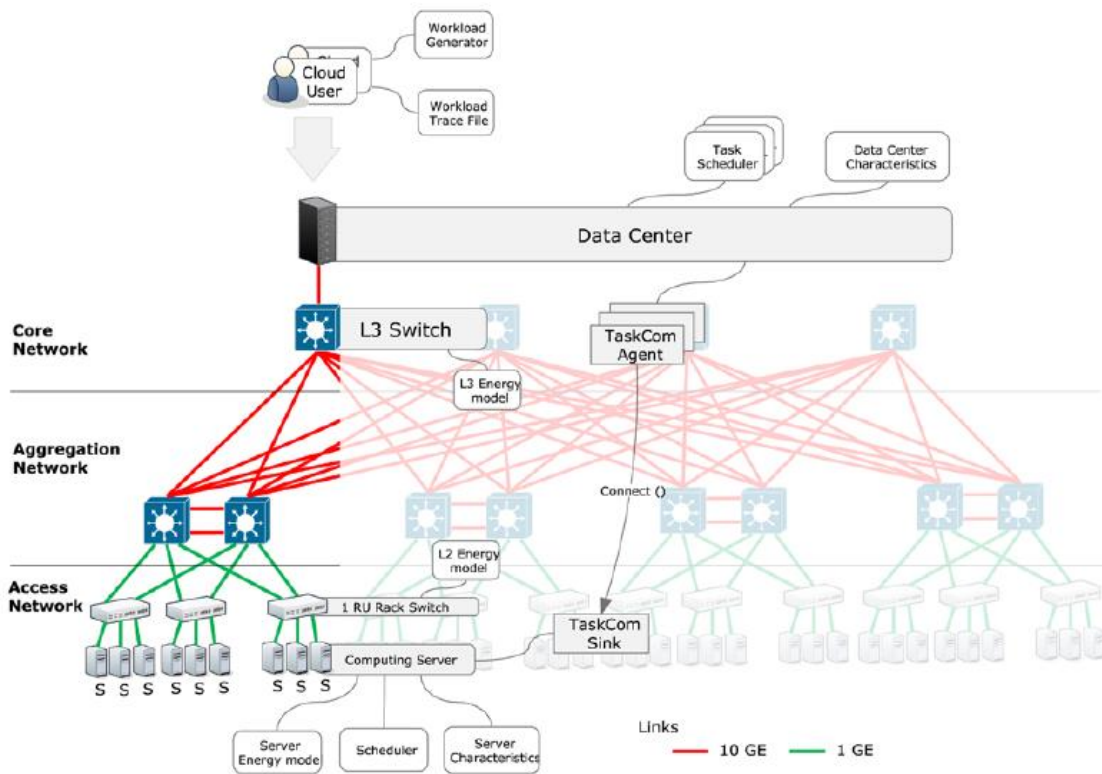 Workload
Generator
Cloud
User
Workload
Trace File
Task
Scheduler
Data Center
Characteristics
Data Center
Core
Network
L3 Switch
TaskCom
Agent
L3 Energy
model
Aggregation
Network
Connect ()
L2 Energy
model
Access
Network
1 RU Rack Switch
TaskCom
Sink
Computing Server
S S S S S S S S S
Server
Energy mode
Scheduler
Server
Characteristics
Links
10 GE
1 GE